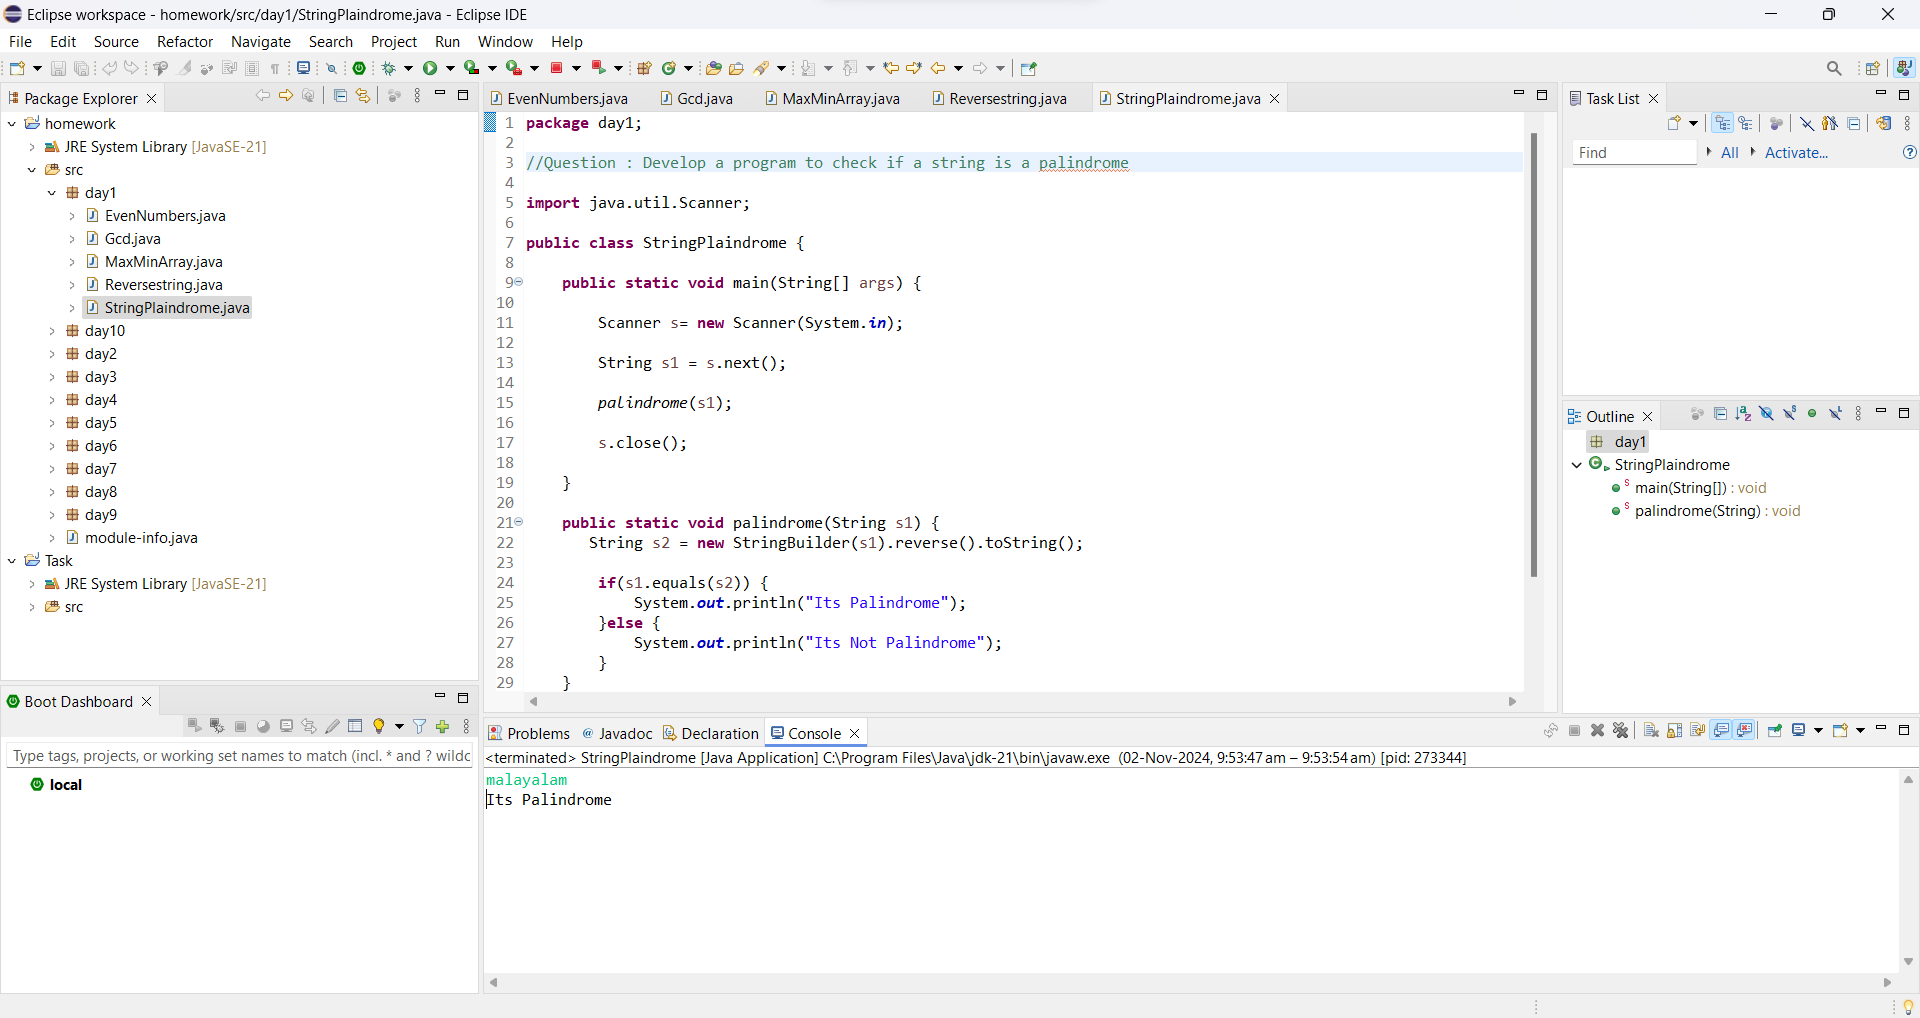 Eclipse workspace - homework/src/day1/StringPlaindrome.java - Eclipse IDE
File Edit Source Refactor Navigate Search Project Run Window Help
Package Explorer
homework
JRE System Library [JavaSE-21]
src
day1
EvenNumbers.java
Gcd.java
MaxMinArray.java
Reversestring.java
StringPlaindrome.java
day10
day2
day3
day4
day5
day6
day7
day8
day9
module-info.java
Task
JRE System Library [JavaSE-21]
src
Boot Dashboard
Type tags, projects, or working set names to match (incl. * and ? wildc
local
EvenNumbers.java Gcd.java MaxMinArray.java Reversestring.java StringPlaindrome.java
1 package day1;
2
3 //Question : Develop a program to check if a string is a palindrome
4
5 import java.util.Scanner;
6
7 public class StringPlaindrome {
8
9 public static void main(String[] args) {
10
11 Scanner s= new Scanner(System.in);
12
13 String s1 = s.next();
14
15 palindrome(s1);
16
17 s.close();
18
19 }
20
21 public static void palindrome(String s1) {
22 String s2 = new StringBuilder(s1).reverse().toString();
23
24 if(s1.equals(s2)) {
25 System.out.println("Its Palindrome");
26 }else {
27 System.out.println("Its Not Palindrome");
28 }
29 }
Problems Javadoc Declaration Console
<terminated> StringPlaindrome [Java Application] C:\Program Files\Java\jdk-21\bin\javaw.exe (02-Nov-2024, 9:53:47 am – 9:53:54 am) [pid: 273344]
malayalam
Its Palindrome
Task List
Find All Activate...
Outline
day1
StringPlaindrome
main(String[]) : void
palindrome(String) : void